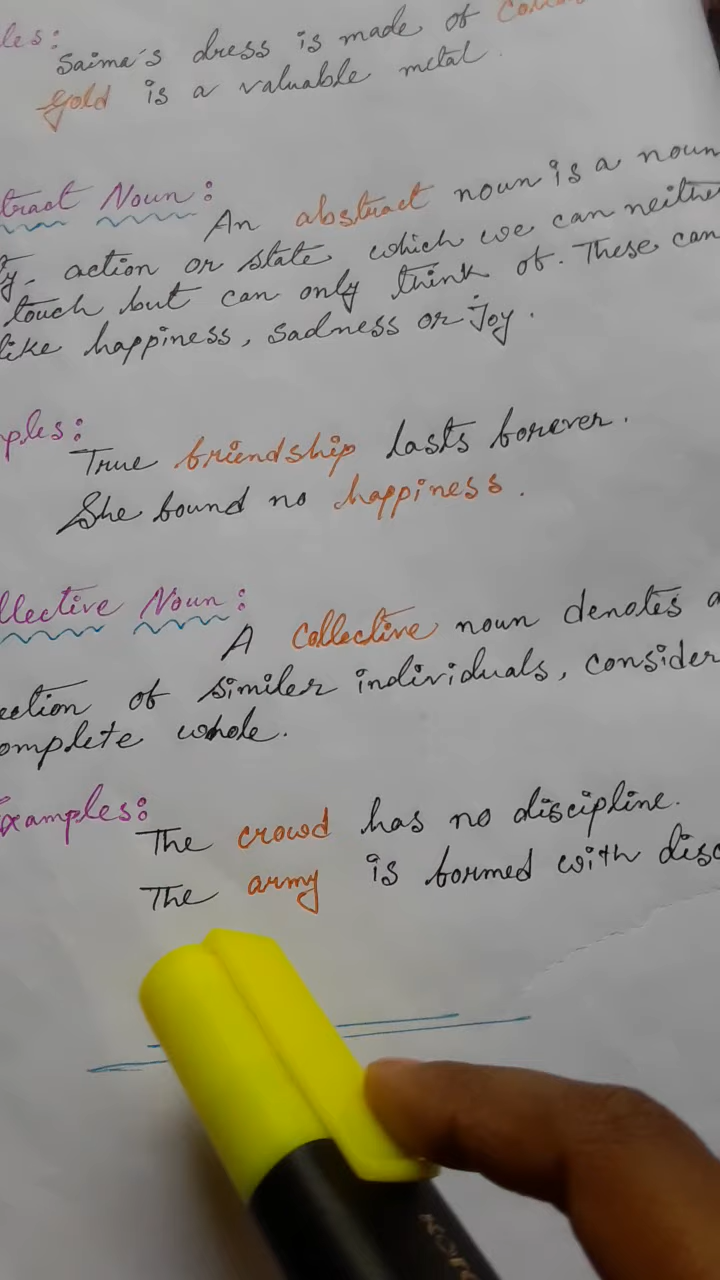 les:
Saima's dress is made of
Gold is a valuable metal.
tract Noun:
An abstract noun is a noun
action or state which we can neithe
touch but can only think of. These can
like happiness, sadness or Joy.
ples:
True friendship lasts forever.
She found no happiness.
llective Noun:
A Collective noun denotes a
ection of similer individuals, consider
omplete whole.
Examples:
The crowd has no discipline.
The army is formed with disc